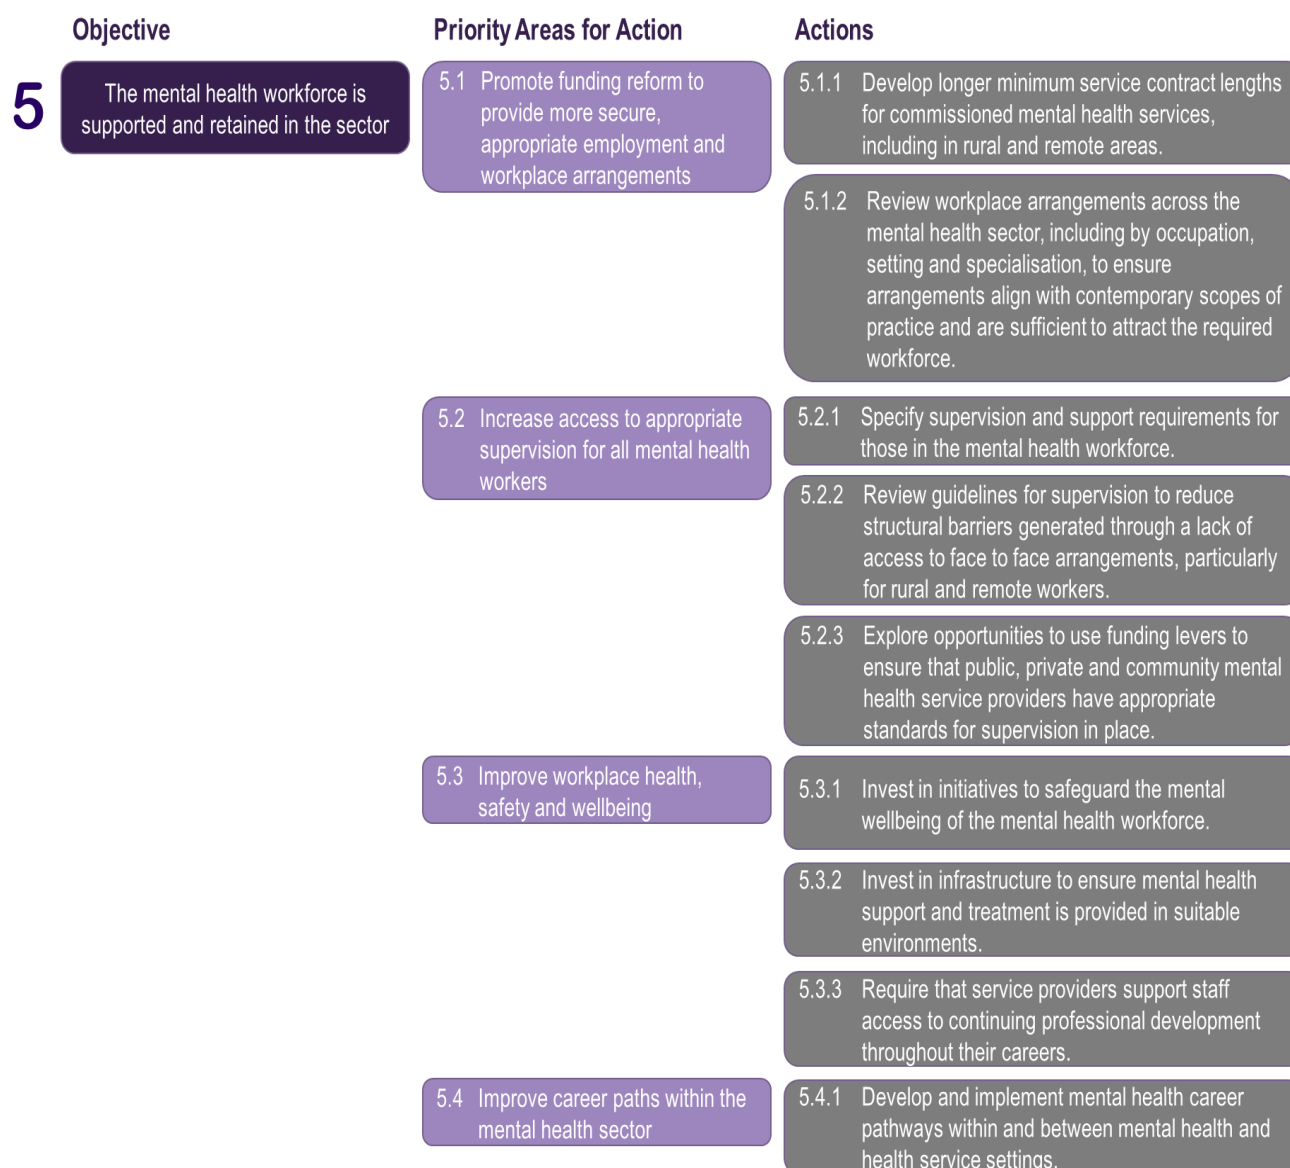 Objective
Priority Areas for Action
Actions
5
The mental health workforce is
supported and retained in the sector
5.1 Promote funding reform to
provide more secure,
appropriate employment and
workplace arrangements
5.1.1 Develop longer minimum service contract lengths
for commissioned mental health services,
including in rural and remote areas.
5.1.2 Review workplace arrangements across the
mental health sector, including by occupation,
setting and specialisation, to ensure
arrangements align with contemporary scopes of
practice and are sufficient to attract the required
workforce.
5.2 Increase access to appropriate
supervision for all mental health
workers
5.2.1 Specify supervision and support requirements for
those in the mental health workforce.
5.2.2 Review guidelines for supervision to reduce
structural barriers generated through a lack of
access to face to face arrangements, particularly
for rural and remote workers.
5.2.3 Explore opportunities to use funding levers to
ensure that public, private and community mental
health service providers have appropriate
standards for supervision in place.
5.3 Improve workplace health,
safety and wellbeing
5.3.1 Invest in initiatives to safeguard the mental
wellbeing of the mental health workforce.
5.3.2 Invest in infrastructure to ensure mental health
support and treatment is provided in suitable
environments.
5.3.3 Require that service providers support staff
access to continuing professional development
throughout their careers.
5.4 Improve career paths within the
mental health sector
5.4.1 Develop and implement mental health career
pathways within and between mental health and
health service settings.